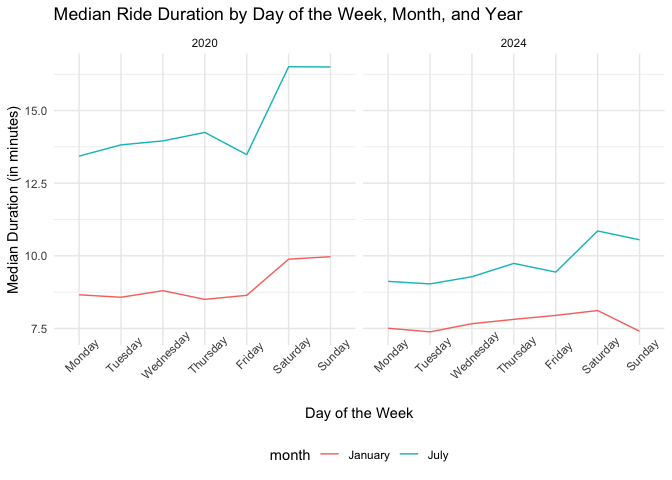 Median Ride Duration by Day of the Week, Month, and Year
2020 2024
Median Duration (in minutes)
15.0
12.5
10.0
7.5
Monday Tuesday Wednesday Thursday Friday Saturday Sunday Monday Tuesday Wednesday Thursday Friday Saturday Sunday
Day of the Week
month January July